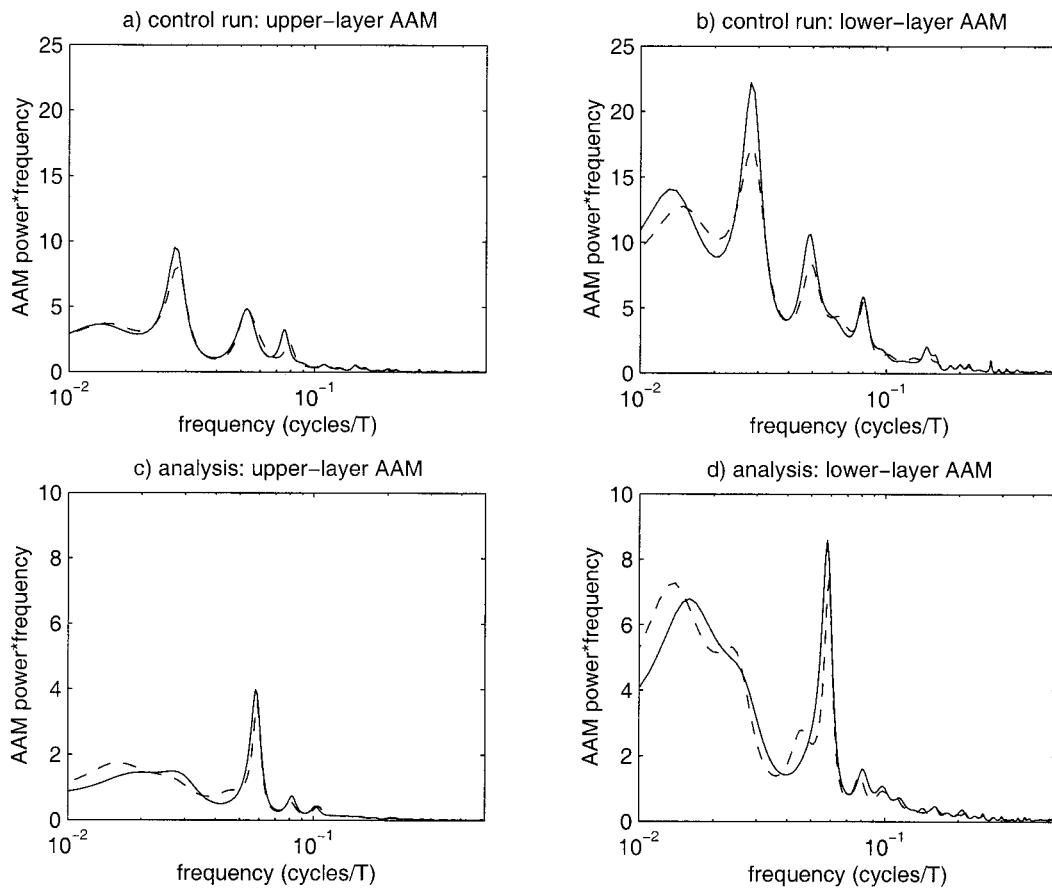 a) control run: upper−layer AAM
25
20
15
10
5
0
AAM power*frequency
10−2
10−1
frequency (cycles/T)
b) control run: lower−layer AAM
25
20
15
10
5
0
AAM power*frequency
10−2
10−1
frequency (cycles/T)
c) analysis: upper−layer AAM
10
8
6
4
2
0
AAM power*frequency
10−2
10−1
frequency (cycles/T)
d) analysis: lower−layer AAM
10
8
6
4
2
0
AAM power*frequency
10−2
10−1
frequency (cycles/T)